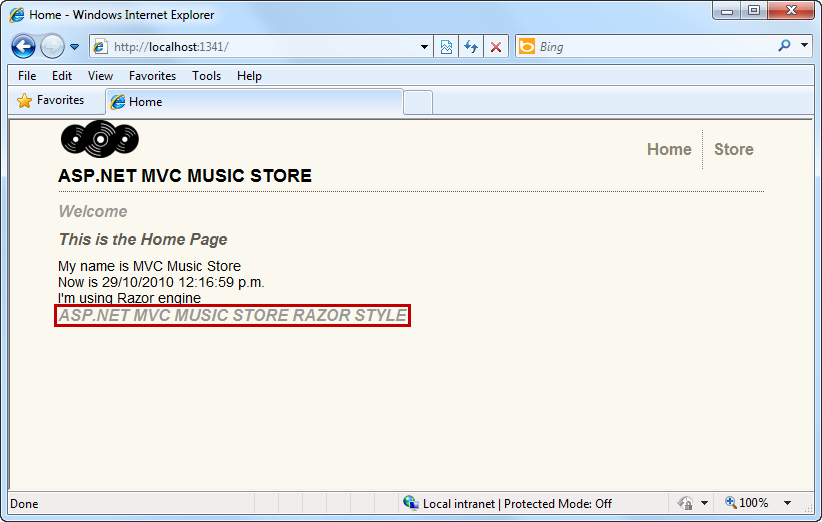 Home - Windows Internet Explorer
http://localhost:1341/
Bing
File Edit View Favorites Tools Help
Favorites
Home
Home Store
ASP.NET MVC MUSIC STORE
Welcome
This is the Home Page
My name is MVC Music Store
Now is 29/10/2010 12:16:59 p.m.
I'm using Razor engine
ASP.NET MVC MUSIC STORE RAZOR STYLE
Done Local intranet | Protected Mode: Off 100%